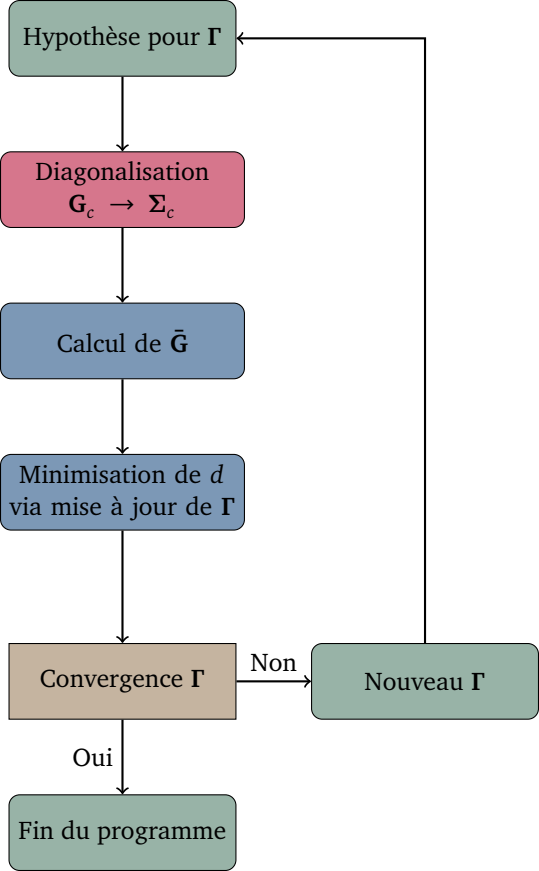 Hypothèse pour Γ
Diagonalisation
G_c → Σ_c
Calcul de Ḡ
Minimisation de d
via mise à jour de Γ
Convergence Γ
Non
Nouveau Γ
Oui
Fin du programme